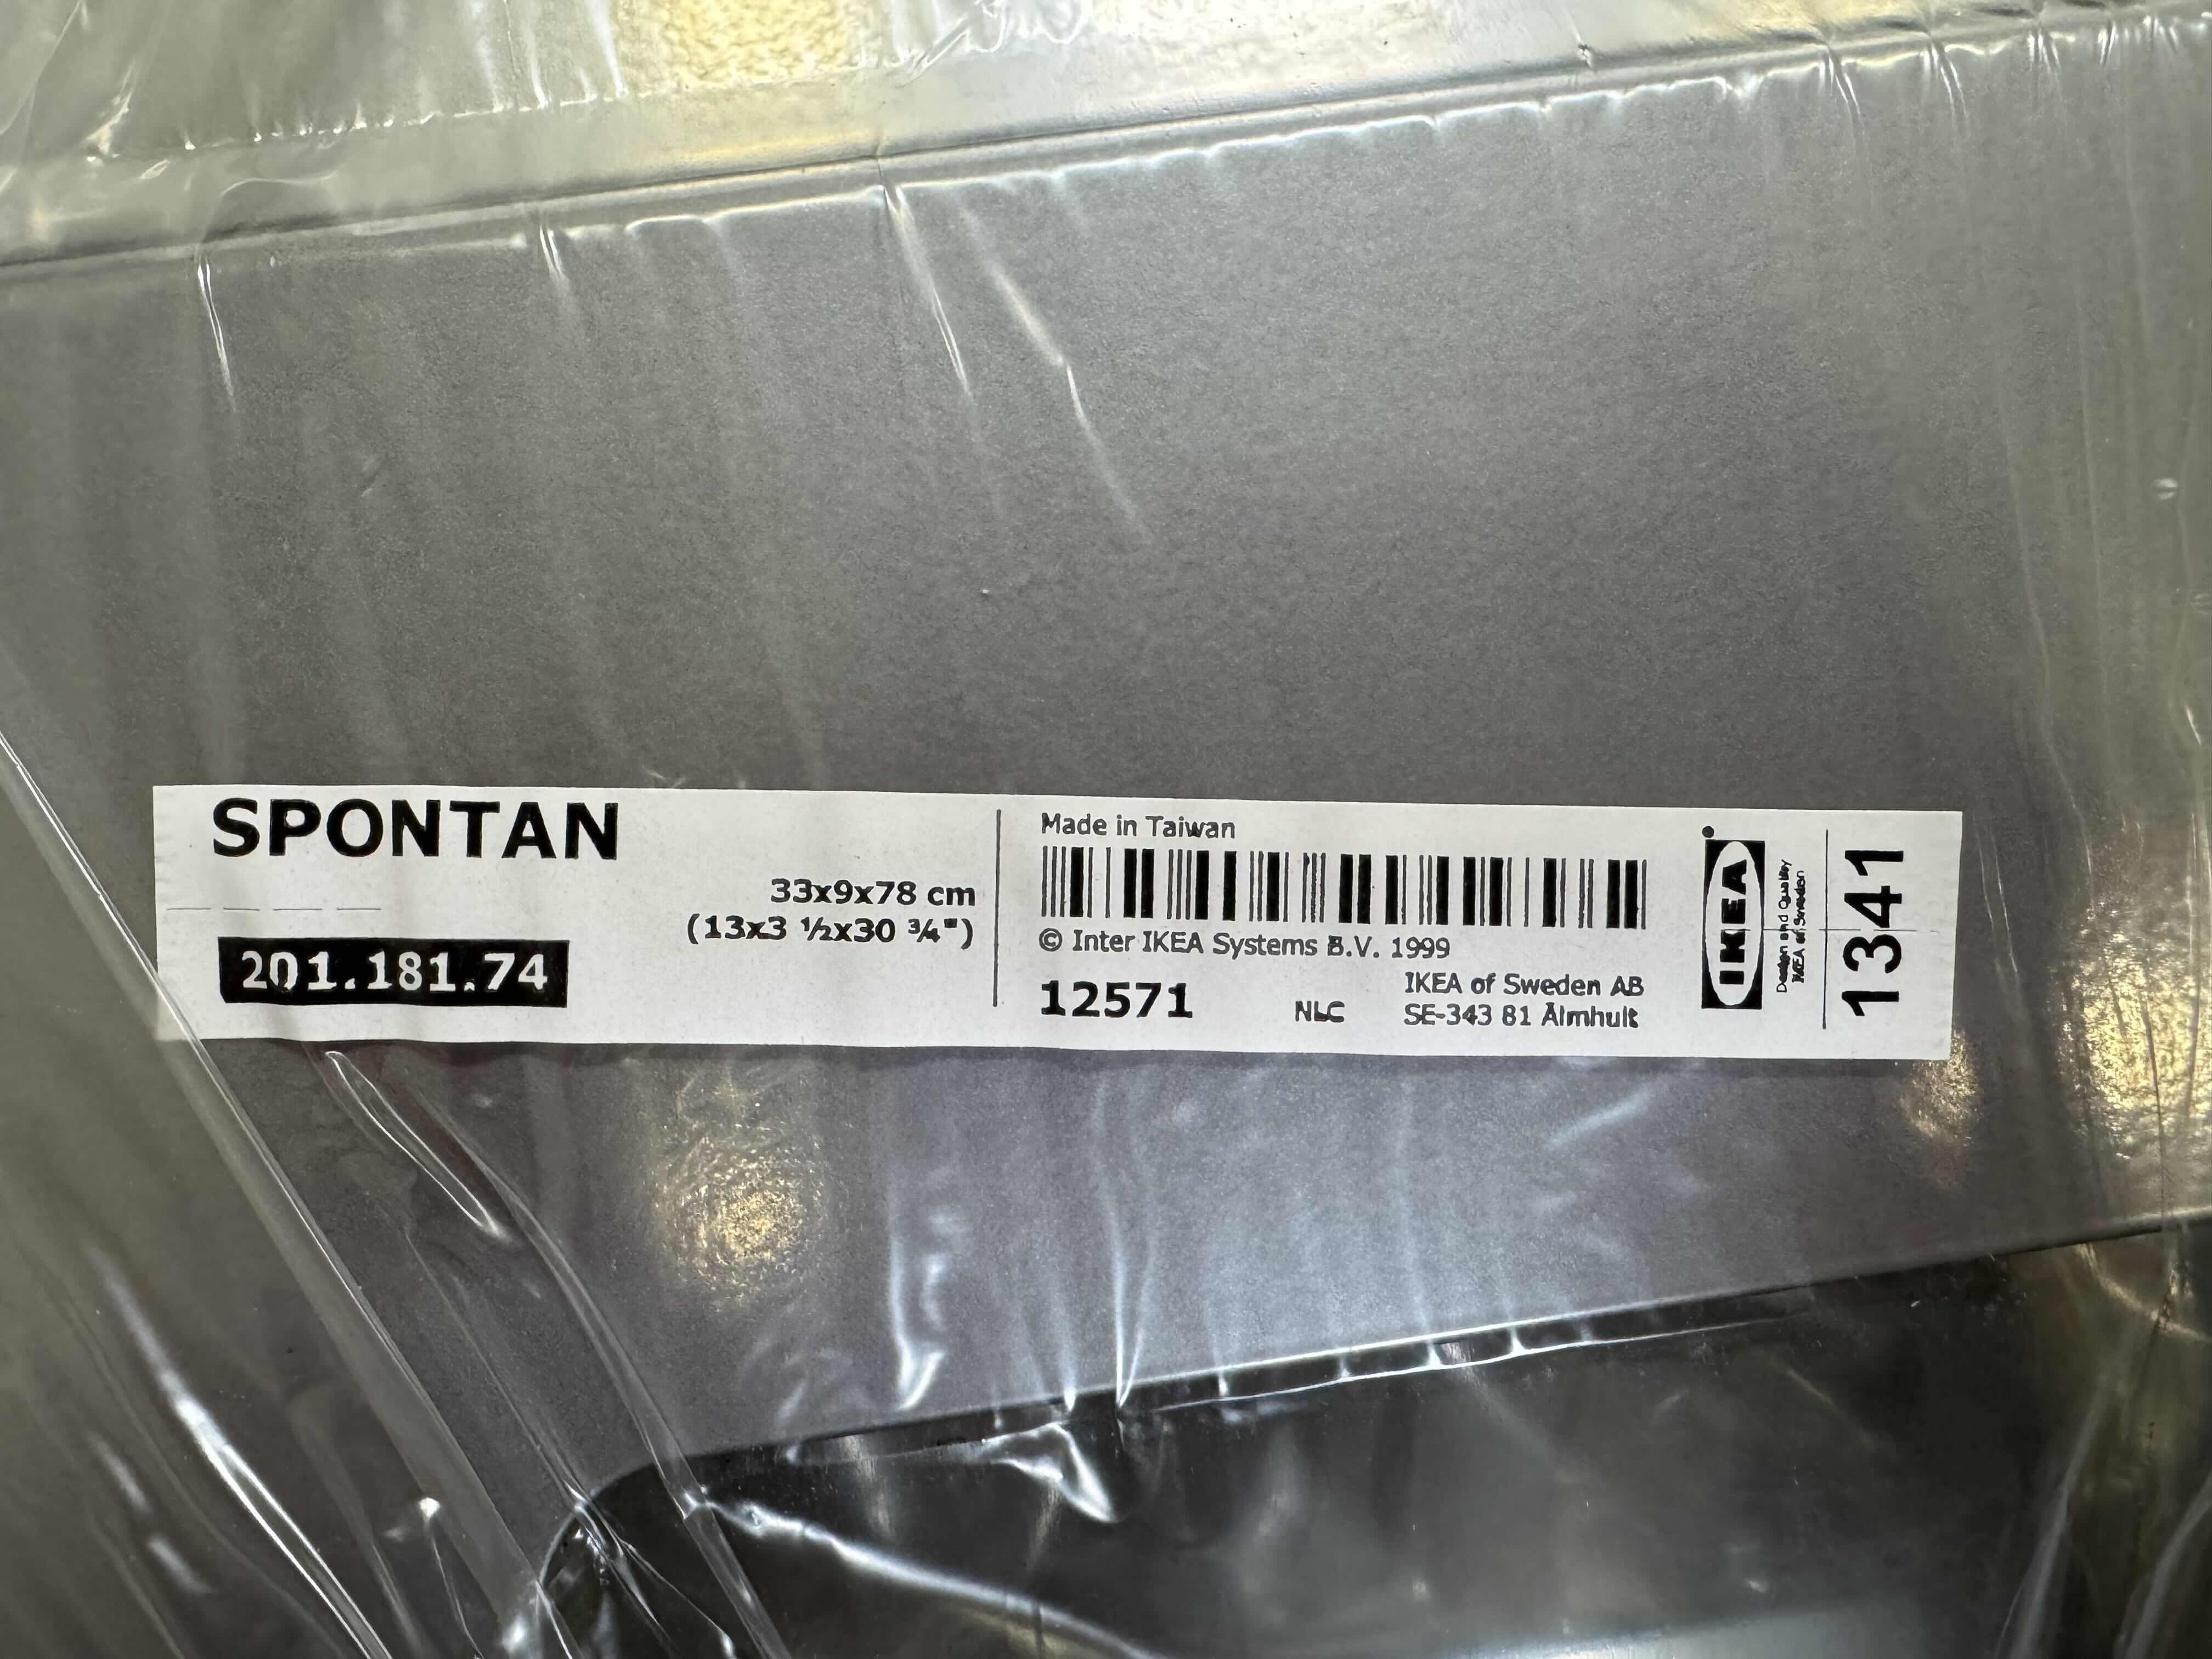 SPONTAN
33x9x78 cm
(13x3 ½x30 ¾")
201.181.74
Made in Taiwan
© Inter IKEA Systems B.V. 1999
12571
NLC
IKEA of Sweden AB
SE-343 81 Älmhult
IKEA
Design and Quality
IKEA of Sweden
1341